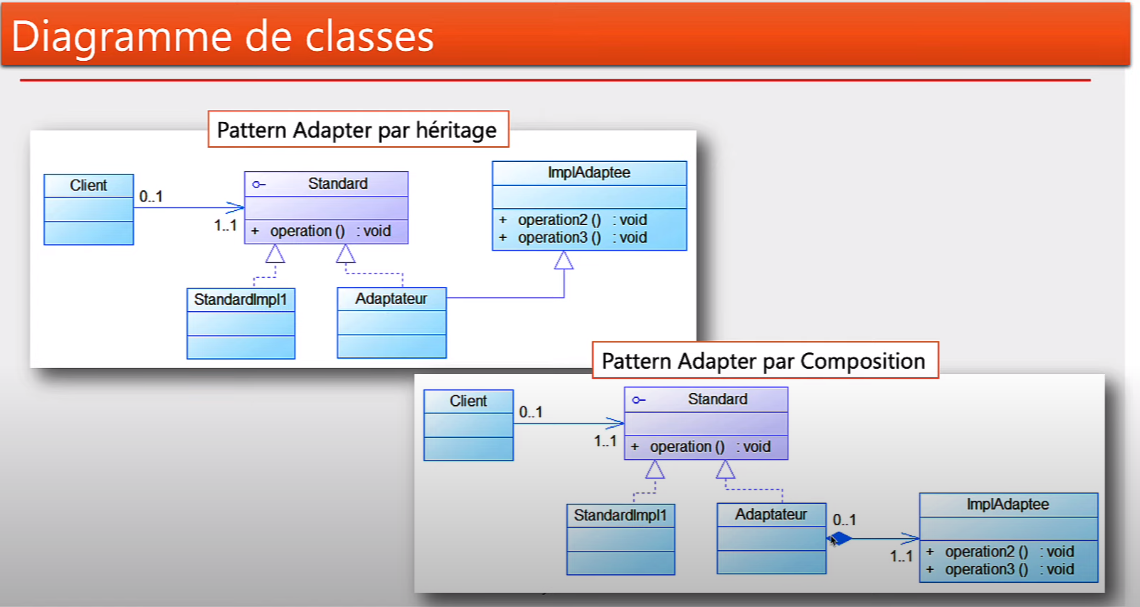 Diagramme de classes
Pattern Adapter par héritage
Client
0..1
1..1
Standard
+ operation () : void
ImplAdaptee
+ operation2 () : void
+ operation3 () : void
StandardImpl1
Adaptateur
Pattern Adapter par Composition
Client
0..1
1..1
Standard
+ operation () : void
StandardImpl1
Adaptateur
0..1
1..1
ImplAdaptee
+ operation2 () : void
+ operation3 () : void